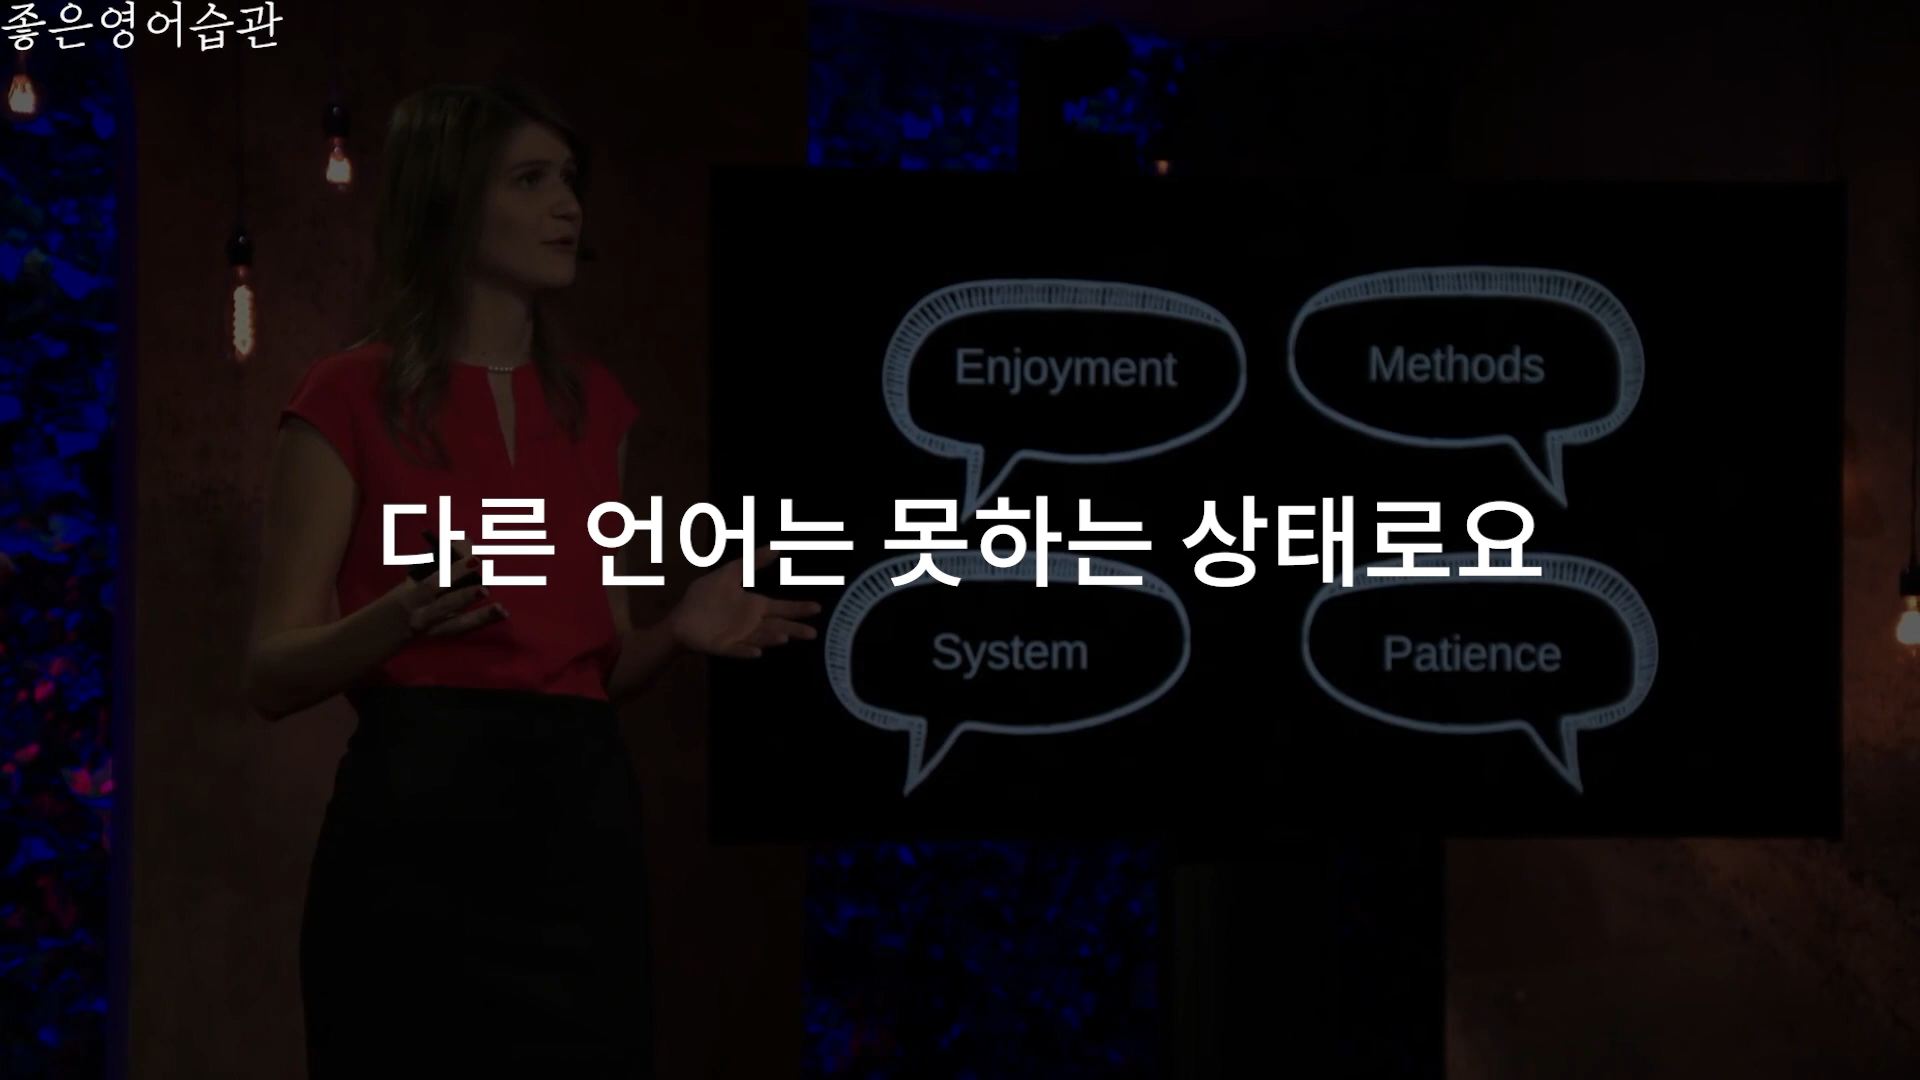 좋은영어습관
Enjoyment
Methods
다른 언어는 못하는 상태로요
System
Patience